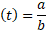 (t) = a/b